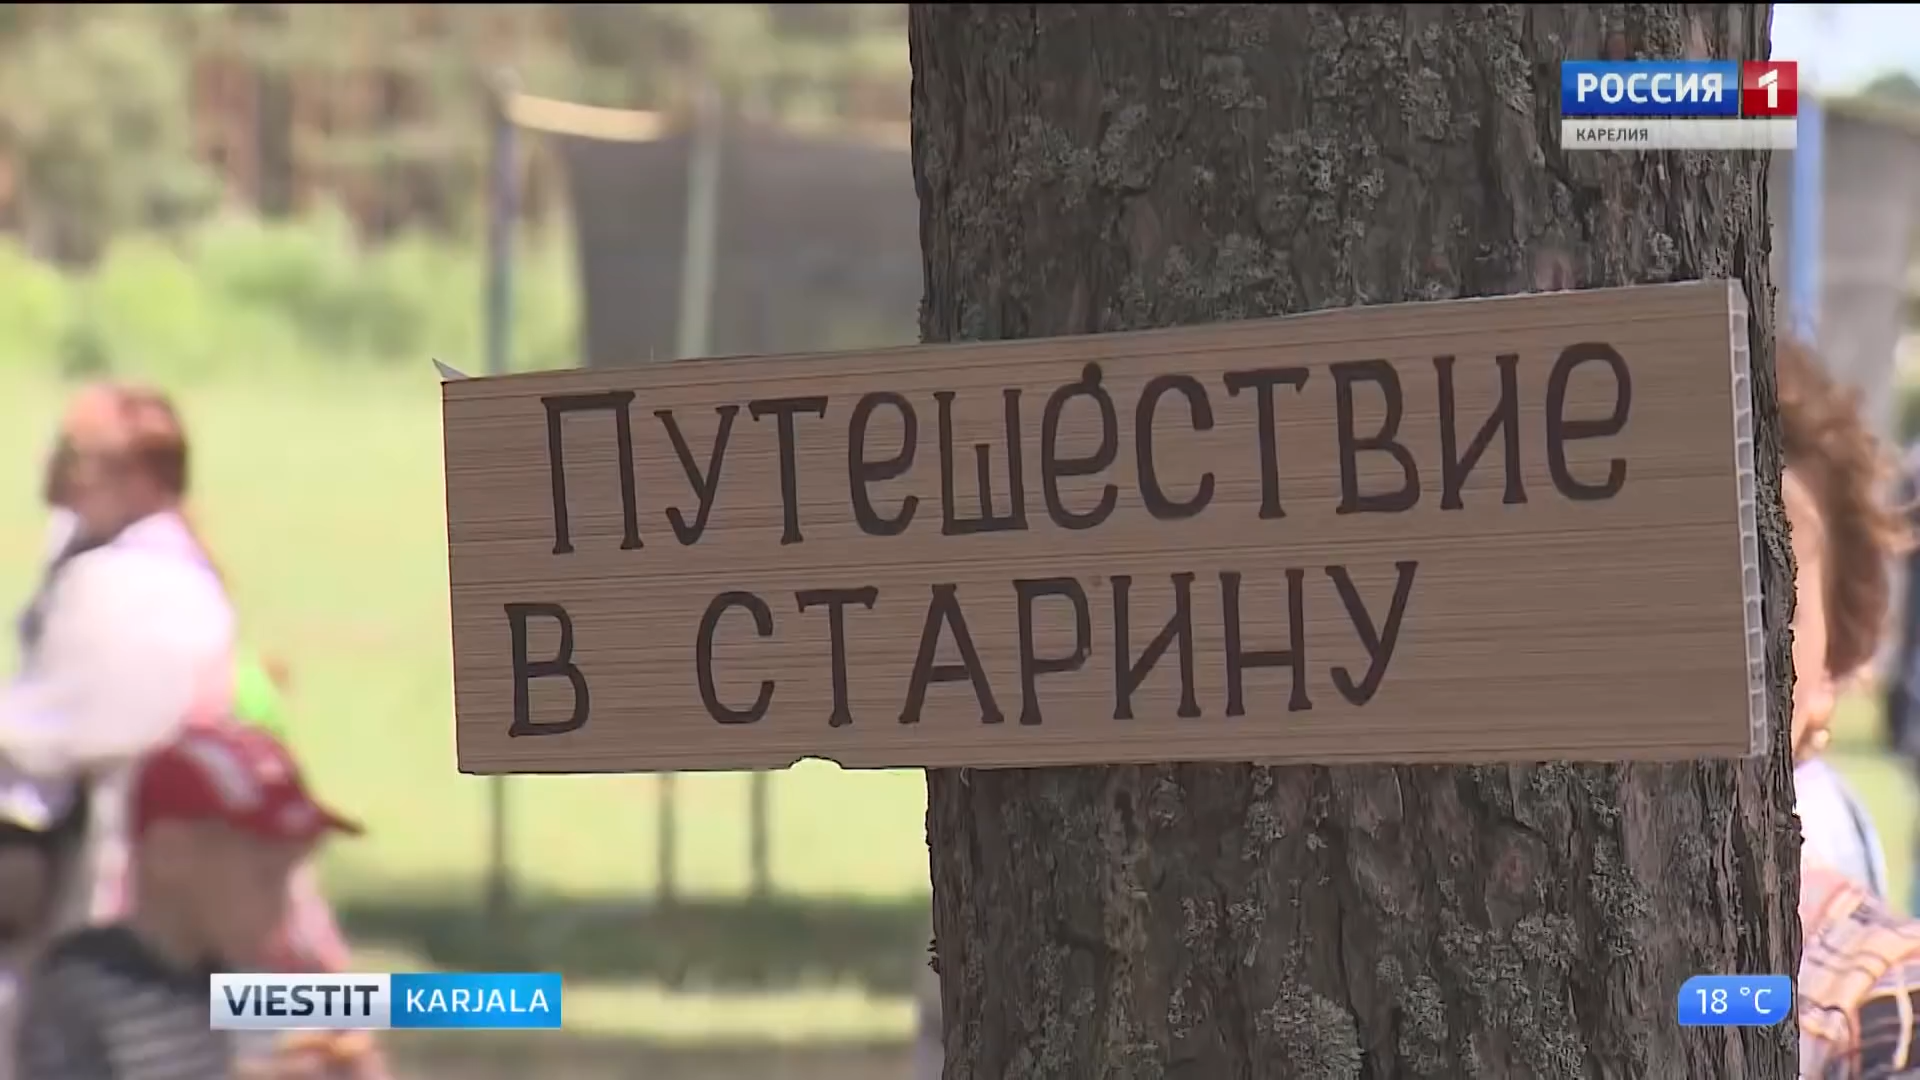 РОССИЯ 1
КАРЕЛИЯ
Путешествие
в старину
VIESTIT KARJALA
18 °C